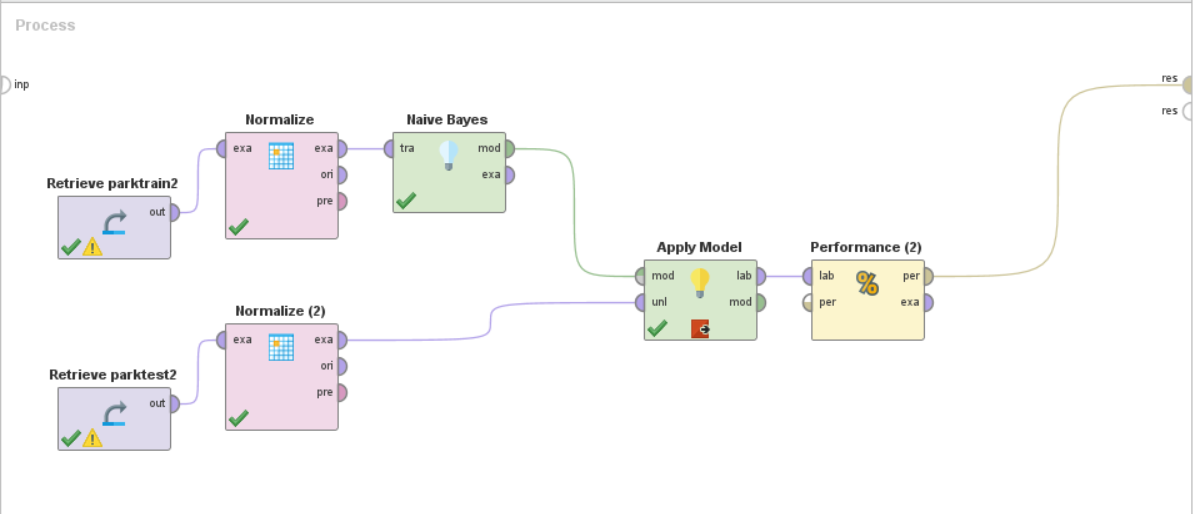 Process
inp
res
res
Normalize
exa
exa
ori
pre
Naive Bayes
tra
mod
exa
Retrieve parktrain2
out
Apply Model
mod
lab
unl
mod
Performance (2)
lab
per
per
exa
%
Normalize (2)
exa
exa
ori
pre
Retrieve parktest2
out